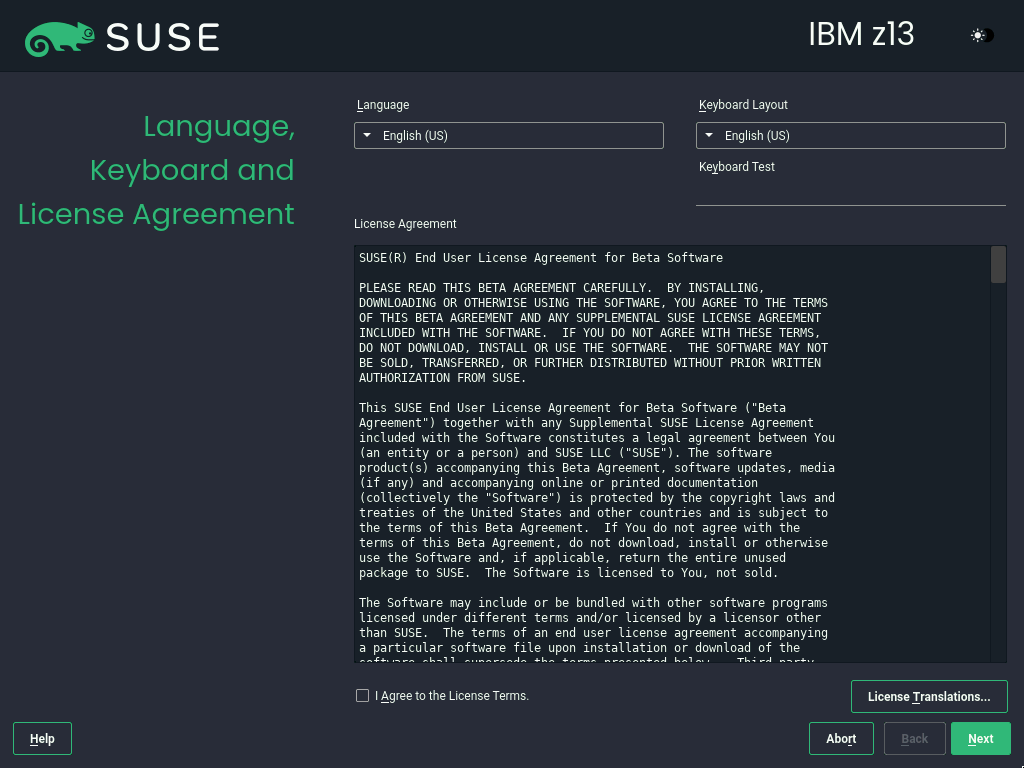 SUSE
IBM z13
Language,
Keyboard and
License Agreement
Language
Keyboard Layout
English (US)
English (US)
Keyboard Test
License Agreement
SUSE(R) End User License Agreement for Beta Software
PLEASE READ THIS BETA AGREEMENT CAREFULLY.  BY INSTALLING,
DOWNLOADING OR OTHERWISE USING THE SOFTWARE, YOU AGREE TO THE TERMS
OF THIS BETA AGREEMENT AND ANY SUPPLEMENTAL SUSE LICENSE AGREEMENT
INCLUDED WITH THE SOFTWARE.  IF YOU DO NOT AGREE WITH THESE TERMS,
DO NOT DOWNLOAD, INSTALL OR USE THE SOFTWARE.  THE SOFTWARE MAY NOT
BE SOLD, TRANSFERRED, OR FURTHER DISTRIBUTED WITHOUT PRIOR WRITTEN
AUTHORIZATION FROM SUSE.
This SUSE End User License Agreement for Beta Software ("Beta
Agreement") together with any Supplemental SUSE License Agreement
included with the Software constitutes a legal agreement between You
(an entity or a person) and SUSE LLC ("SUSE"). The software
product(s) accompanying this Beta Agreement, software updates, media
(if any) and accompanying online or printed documentation
(collectively the "Software") is protected by the copyright laws and
treaties of the United States and other countries and is subject to
the terms of this Beta Agreement.  If You do not agree with the
terms of this Beta Agreement, do not download, install or otherwise
use the Software and, if applicable, return the entire unused
package to SUSE.  The Software is licensed to You, not sold.
The Software may include or be bundled with other software programs
licensed under different terms and/or licensed by a licensor other
than SUSE.  The terms of an end user license agreement accompanying
a particular software file upon installation or download of the
software shall supersede the terms presented below.   Third party
I Agree to the License Terms.
License Translations...
Help
Abort
Back
Next